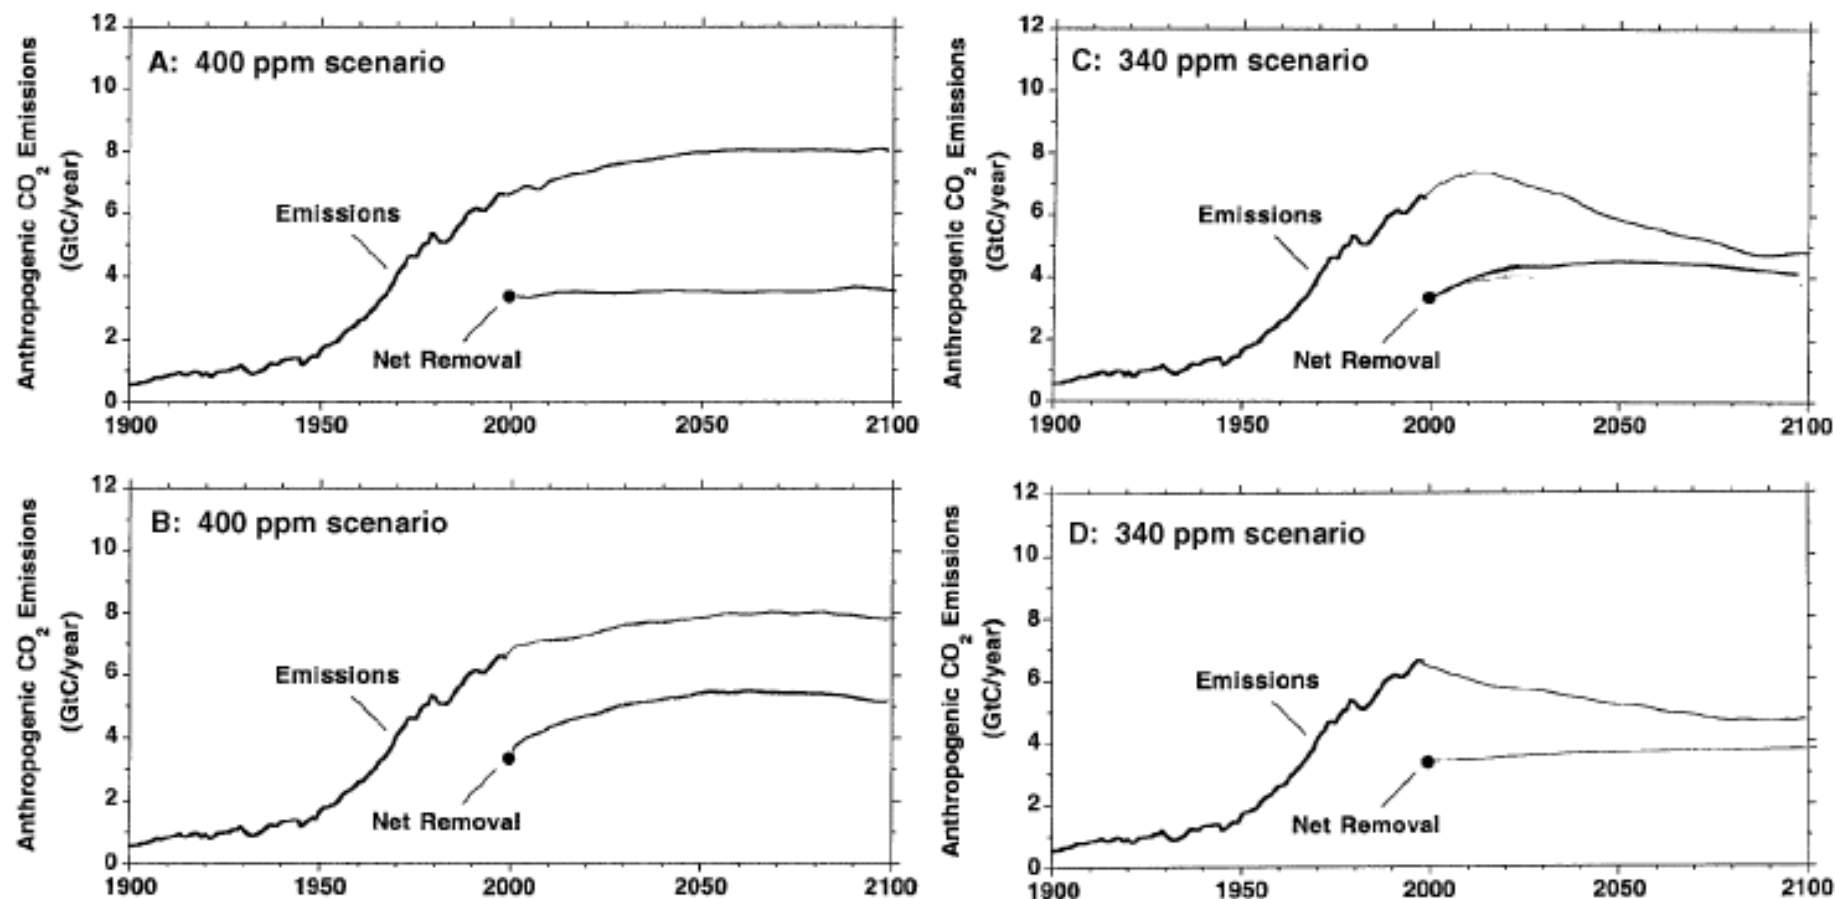 A: 400 ppm scenario
Anthropogenic CO2 Emissions
(GtC/year)
12
10
8
6
4
2
0
Emissions
Net Removal
1900
1950
2000
2050
2100
B: 400 ppm scenario
Anthropogenic CO2 Emissions
(GtC/year)
12
10
8
6
4
2
0
Emissions
Net Removal
1900
1950
2000
2050
2100
C: 340 ppm scenario
Anthropogenic CO2 Emissions
(GtC/year)
12
10
8
6
4
2
0
Emissions
Net Removal
1900
1950
2000
2050
2100
D: 340 ppm scenario
Anthropogenic CO2 Emissions
(GtC/year)
12
10
8
6
4
2
0
Emissions
Net Removal
1900
1950
2000
2050
2100